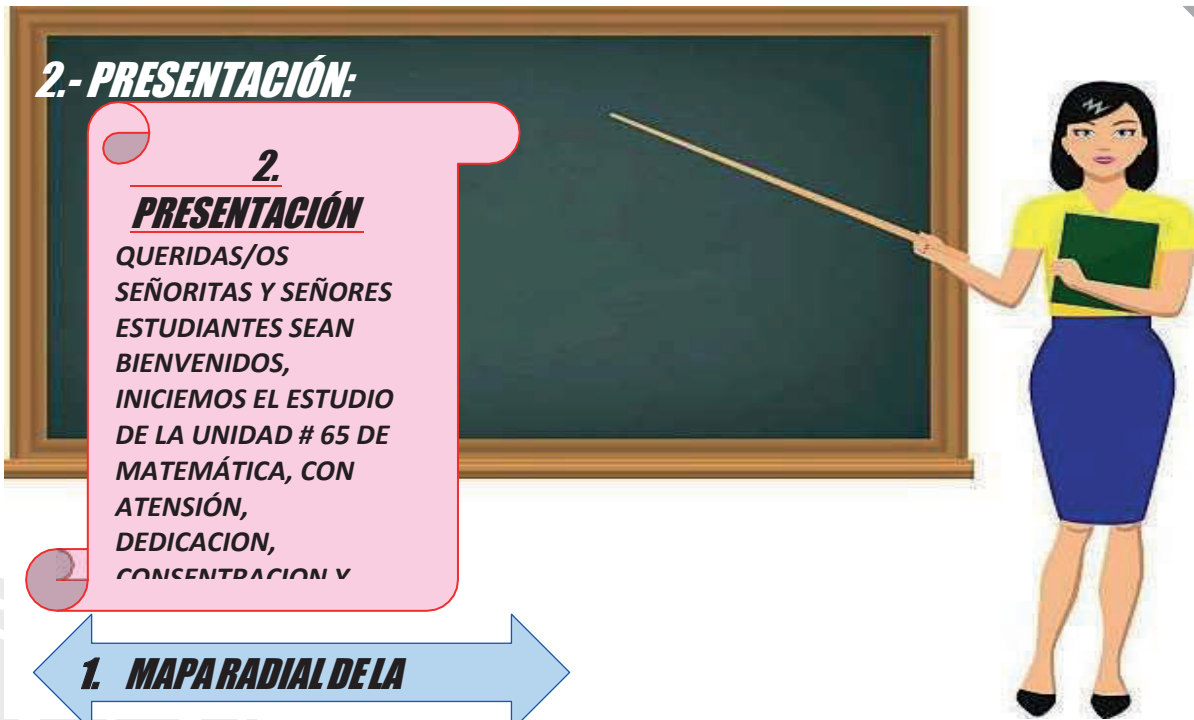 2.- PRESENTACIÓN:
2.
PRESENTACIÓN
QUERIDAS/OS
SEÑORITAS Y SEÑORES
ESTUDIANTES SEAN
BIENVENIDOS,
INICIEMOS EL ESTUDIO
DE LA UNIDAD # 65 DE
MATEMÁTICA, CON
ATENSIÓN,
DEDICACION,
CONSENTRACION Y
1. MAPA RADIAL DE LA